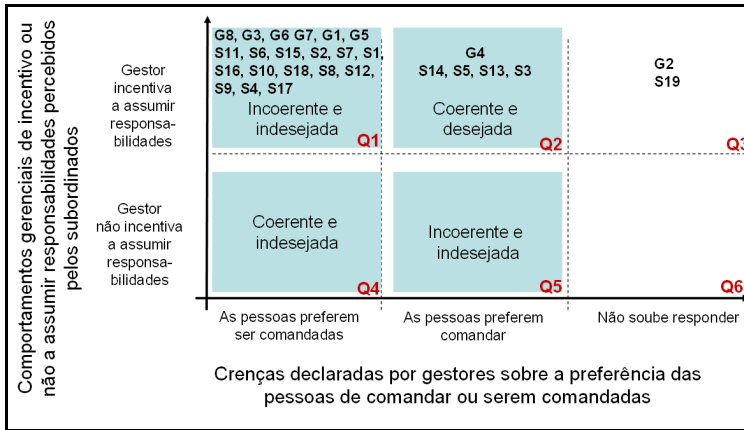 Comportamentos gerenciais de incentivo ou
não a assumir responsabilidades percebidos
pelos subordinados
Gestor
incentiva
a assumir
responsa-
bilidades
G8, G3, G6 G7, G1, G5
S11, S6, S15, S2, S7, S1,
S16, S10, S18, S8, S12,
S9, S4, S17
Incoerente e
indesejada
Q1
G4
S14, S5, S13, S3
Coerente e
desejada
Q2
G2
S19
Q3
Gestor
não incentiva
a assumir
responsa-
bilidades
Coerente e
indesejada
Q4
Incoerente e
indesejada
Q5
Q6
As pessoas preferem
ser comandadas
As pessoas preferem
comandar
Não soube responder
Crenças declaradas por gestores sobre a preferência das
pessoas de comandar ou serem comandadas